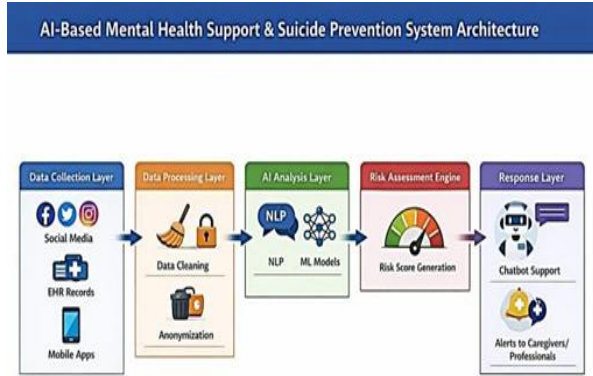 AI-Based Mental Health Support & Suicide Prevention System Architecture
Data Collection Layer
Social Media
EHR Records
Mobile Apps
Data Processing Layer
Data Cleaning
Anonymization
AI Analysis Layer
NLP
NLP ML Models
Risk Assessment Engine
Risk Score Generation
Response Layer
Chatbot Support
Alerts to Caregivers/
Professionals